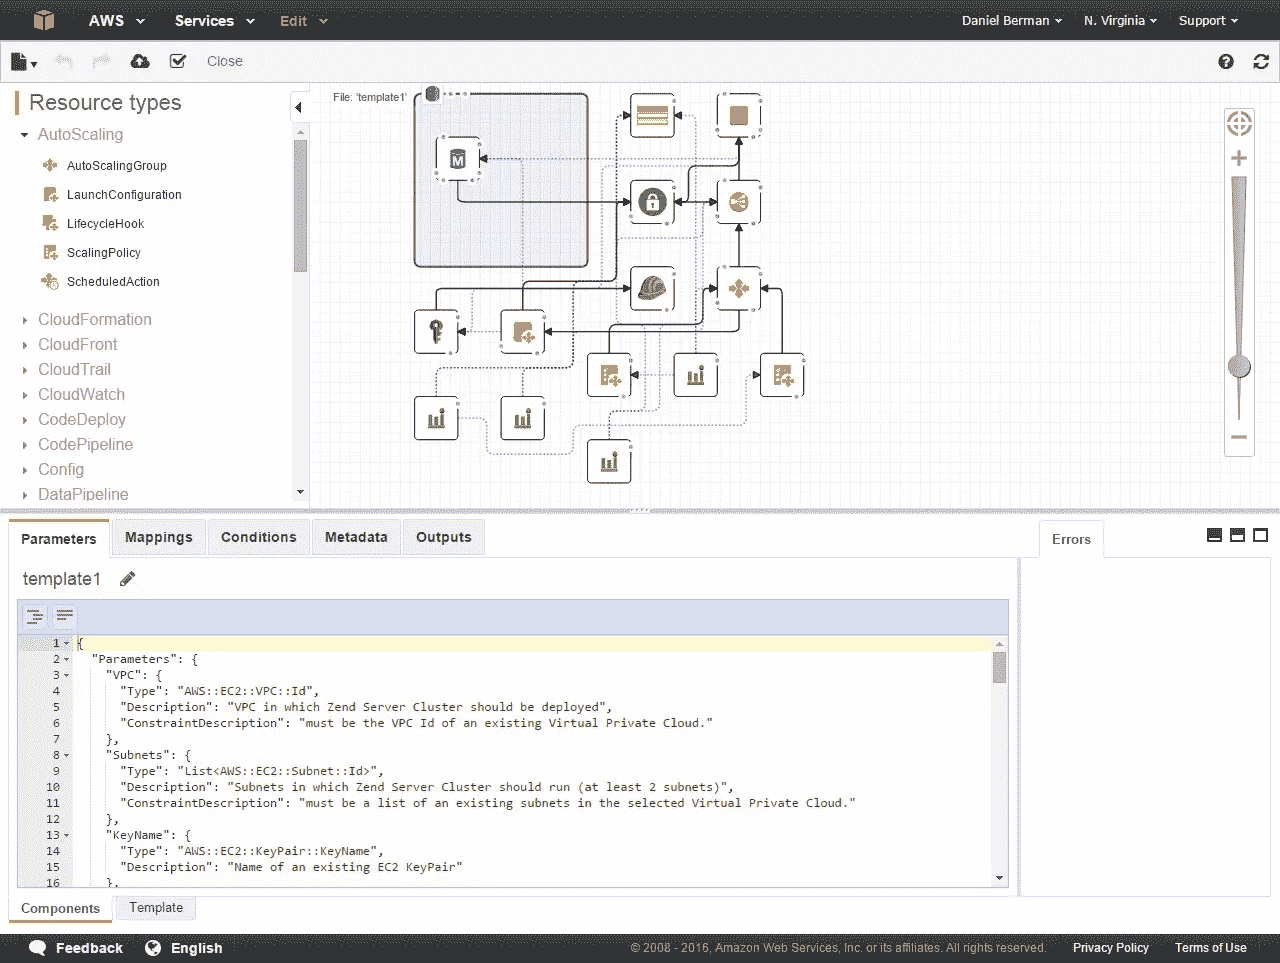 AWS Services Edit Daniel Berman N. Virginia Support
Close
Resource types
File: 'template1'
AutoScaling
AutoScalingGroup
LaunchConfiguration
LifecycleHook
ScalingPolicy
ScheduledAction
CloudFormation
CloudFront
CloudTrail
CloudWatch
CodeDeploy
CodePipeline
Config
DataPipeline
M
Parameters Mappings Conditions Metadata Outputs Errors
template1
1 {
2 "Parameters": {
3 "VPC": {
4 "Type": "AWS::EC2::VPC::Id",
5 "Description": "VPC in which Zend Server Cluster should be deployed",
6 "ConstraintDescription": "must be the VPC Id of an existing Virtual Private Cloud."
7 },
8 "Subnets": {
9 "Type": "List<AWS::EC2::Subnet::Id>",
10 "Description": "Subnets in which Zend Server Cluster should run (at least 2 subnets)",
11 "ConstraintDescription": "must be a list of an existing subnets in the selected Virtual Private Cloud."
12 },
13 "KeyName": {
14 "Type": "AWS::EC2::KeyPair::KeyName",
15 "Description": "Name of an existing EC2 KeyPair"
16 },
Components Template
Feedback English © 2008 - 2016, Amazon Web Services, Inc. or its affiliates. All rights reserved. Privacy Policy Terms of Use